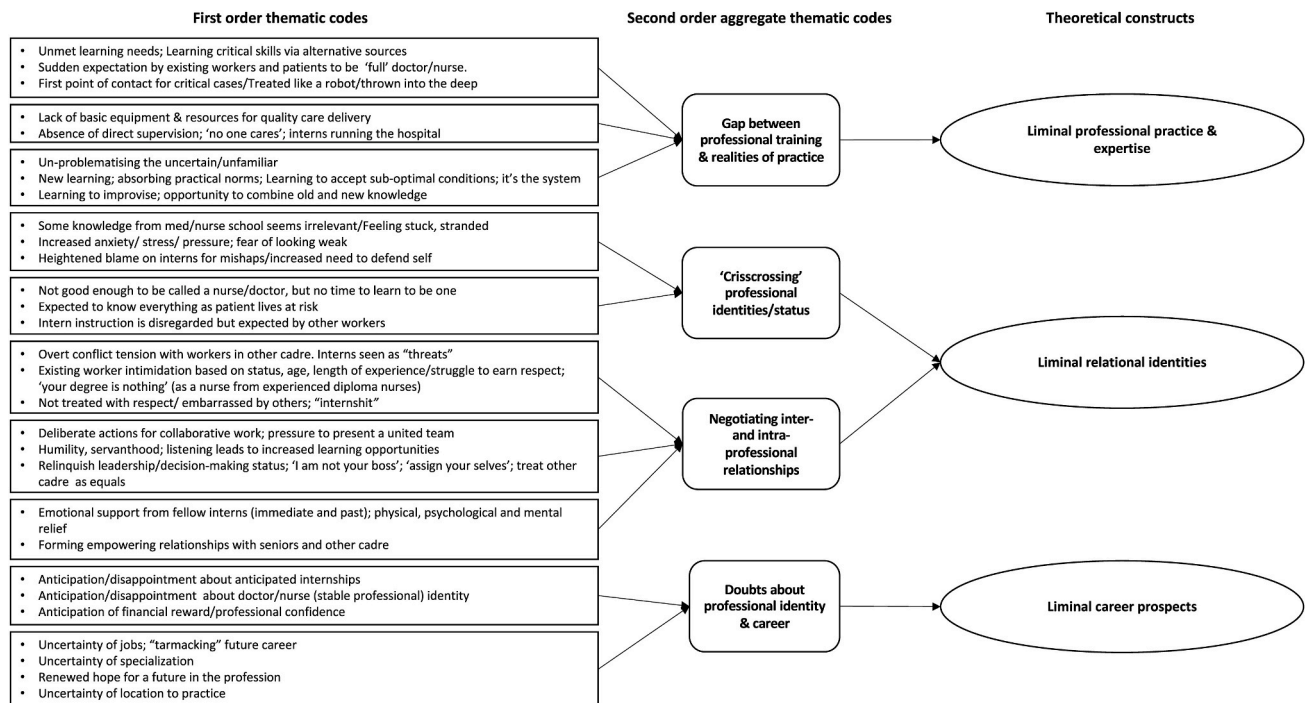 First order thematic codes
Second order aggregate thematic codes
Theoretical constructs
• Unmet learning needs; Learning critical skills via alternative sources
• Sudden expectation by existing workers and patients to be 'full' doctor/nurse.
• First point of contact for critical cases/Treated like a robot/thrown into the deep
• Lack of basic equipment & resources for quality care delivery
• Absence of direct supervision; 'no one cares'; interns running the hospital
• Un-problematising the uncertain/unfamiliar
• New learning; absorbing practical norms; Learning to accept sub-optimal conditions; it's the system
• Learning to improvise; opportunity to combine old and new knowledge
• Some knowledge from med/nurse school seems irrelevant/Feeling stuck, stranded
• Increased anxiety/ stress/ pressure; fear of looking weak
• Heightened blame on interns for mishaps/increased need to defend self
• Not good enough to be called a nurse/doctor, but no time to learn to be one
• Expected to know everything as patient lives at risk
• Intern instruction is disregarded but expected by other workers
• Overt conflict tension with workers in other cadre. Interns seen as "threats"
• Existing worker intimidation based on status, age, length of experience/struggle to earn respect;
'your degree is nothing' (as a nurse from experienced diploma nurses)
• Not treated with respect/ embarrassed by others; "internshit"
• Deliberate actions for collaborative work; pressure to present a united team
• Humility, servanthood; listening leads to increased learning opportunities
• Relinquish leadership/decision-making status; 'I am not your boss'; 'assign your selves'; treat other
cadre as equals
• Emotional support from fellow interns (immediate and past); physical, psychological and mental
relief
• Forming empowering relationships with seniors and other cadre
• Anticipation/disappointment about anticipated internships
• Anticipation/disappointment about doctor/nurse (stable professional) identity
• Anticipation of financial reward/professional confidence
• Uncertainty of jobs; "tarmacking" future career
• Uncertainty of specialization
• Renewed hope for a future in the profession
• Uncertainty of location to practice
Gap between
professional training
& realities of practice
'Crisscrossing'
professional
identities/status
Negotiating inter-
and intra-
professional
relationships
Doubts about
professional identity
& career
Liminal professional practice &
expertise
Liminal relational identities
Liminal career prospects